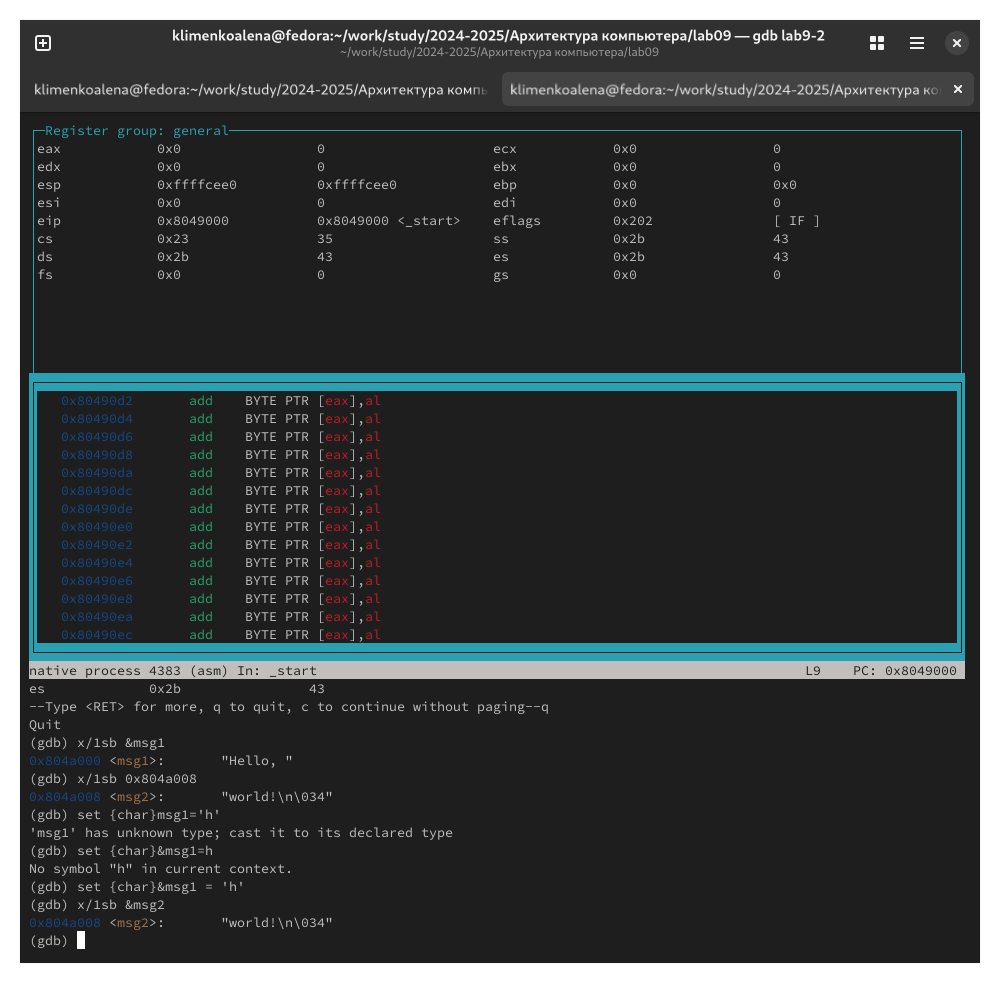 klimenkoalena@fedora:~/work/study/2024-2025/Архитектура компьютера/lab09 — gdb lab9-2
~/work/study/2024-2025/Архитектура компьютера/lab09
klimenkoalena@fedora:~/work/study/2024-2025/Архитектура компь
klimenkoalena@fedora:~/work/study/2024-2025/Архитектура ко
Register group: general
eax 0x0 0 ecx 0x0 0
edx 0x0 0 ebx 0x0 0
esp 0xffffcee0 0xffffcee0 ebp 0x0 0x0
esi 0x0 0 edi 0x0 0
eip 0x8049000 0x8049000 <_start> eflags 0x202 [ IF ]
cs 0x23 35 ss 0x2b 43
ds 0x2b 43 es 0x2b 43
fs 0x0 0 gs 0x0 0
0x80490d2 add BYTE PTR [eax],al
0x80490d4 add BYTE PTR [eax],al
0x80490d6 add BYTE PTR [eax],al
0x80490d8 add BYTE PTR [eax],al
0x80490da add BYTE PTR [eax],al
0x80490dc add BYTE PTR [eax],al
0x80490de add BYTE PTR [eax],al
0x80490e0 add BYTE PTR [eax],al
0x80490e2 add BYTE PTR [eax],al
0x80490e4 add BYTE PTR [eax],al
0x80490e6 add BYTE PTR [eax],al
0x80490e8 add BYTE PTR [eax],al
0x80490ea add BYTE PTR [eax],al
0x80490ec add BYTE PTR [eax],al
native process 4383 (asm) In: _start L9 PC: 0x8049000
es 0x2b 43
--Type <RET> for more, q to quit, c to continue without paging--q
Quit
(gdb) x/1sb &msg1
0x804a000 <msg1>: "Hello, "
(gdb) x/1sb 0x804a008
0x804a008 <msg2>: "world!\n\034"
(gdb) set {char}msg1='h'
'msg1' has unknown type; cast it to its declared type
(gdb) set {char}&msg1=h
No symbol "h" in current context.
(gdb) set {char}&msg1 = 'h'
(gdb) x/1sb &msg2
0x804a008 <msg2>: "world!\n\034"
(gdb)